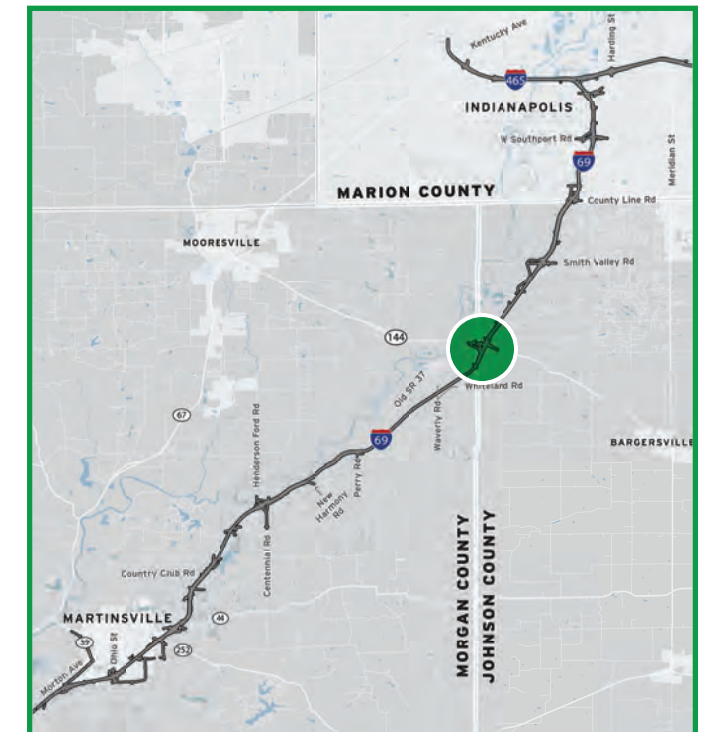 Kentucky Ave
Harding St
465
INDIANAPOLIS
W Southport Rd
69
Meridian St
MARION COUNTY
County Line Rd
MOORESVILLE
Smith Valley Rd
144
Old SR 37
Whiteland Rd
Waverly Rd
67
Henderson Ford Rd
69
BARGERSVILLE
Perry Rd
New
Harmony
Rd
Centennial Rd
MORGAN COUNTY
JOHNSON COUNTY
Country Club Rd
MARTINSVILLE
44
39
Ohio St
252
Morton Ave